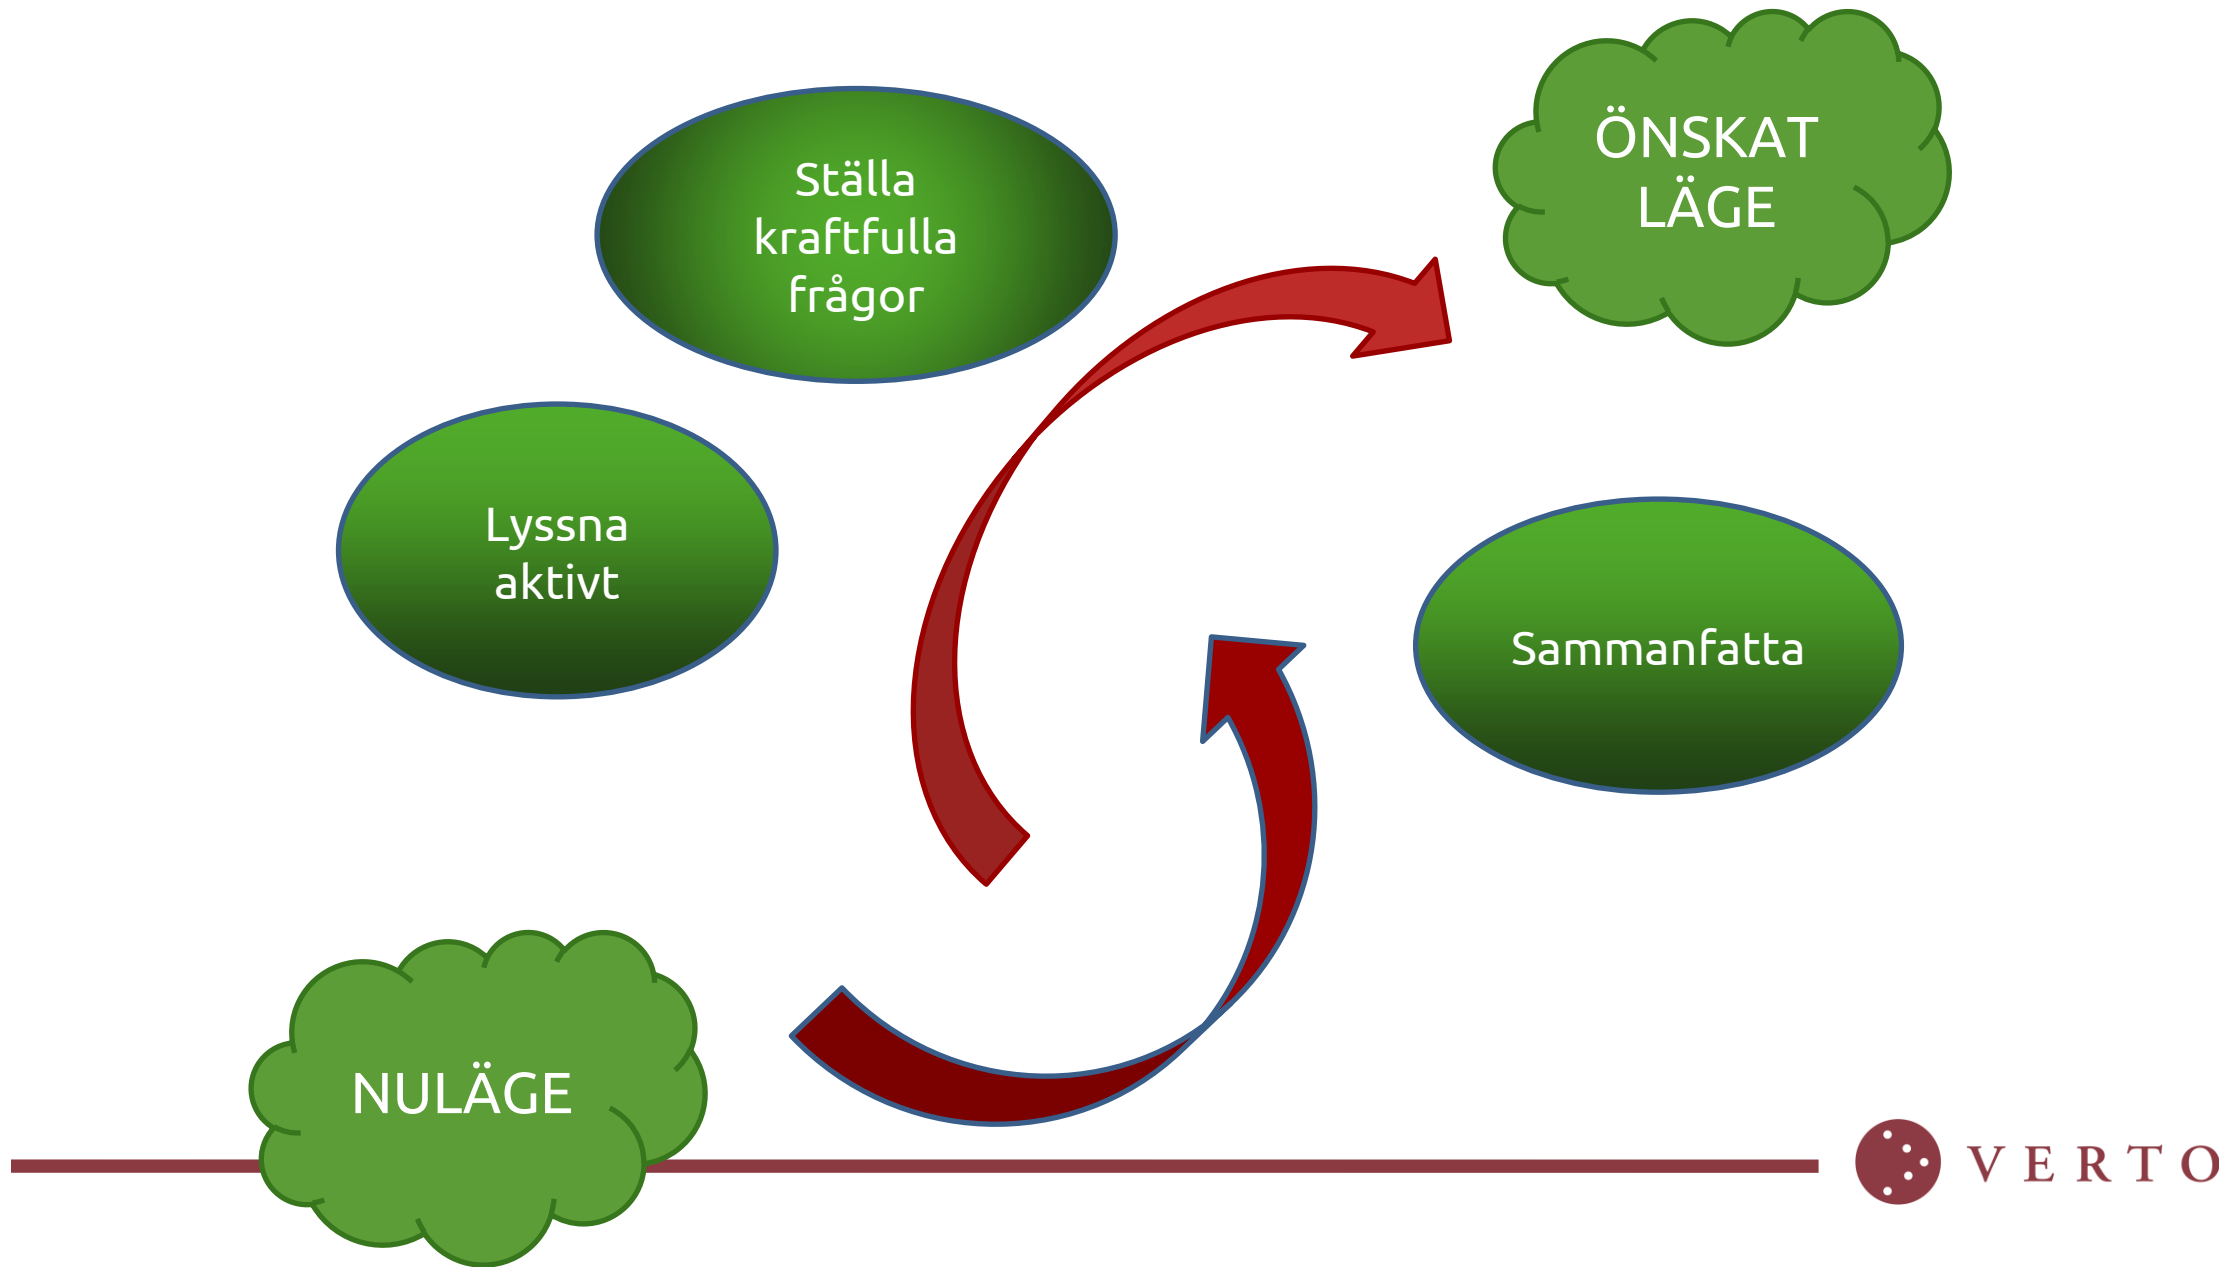 Ställa
kraftfulla
frågor
ÖNSKAT
LÄGE
Lyssna
aktivt
Sammanfatta
NULÄGE
VERTO